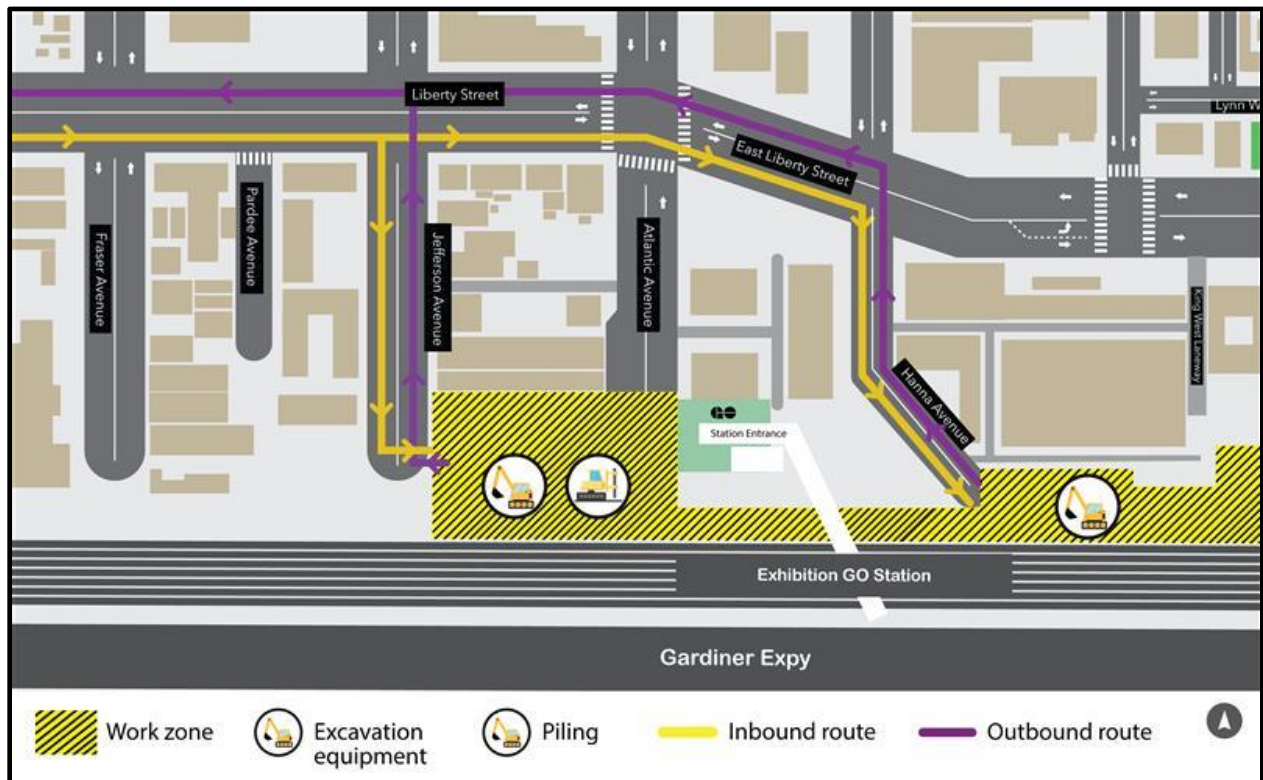 Liberty Street
Lynn W
East Liberty Street
Fraser Avenue
Pardee Avenue
Jefferson Avenue
Atlantic Avenue
King West Laneway
Hanna Avenue
GO
Station Entrance
Exhibition GO Station
Gardiner Expy
Work zone
Excavation
equipment
Piling
Inbound route
Outbound route